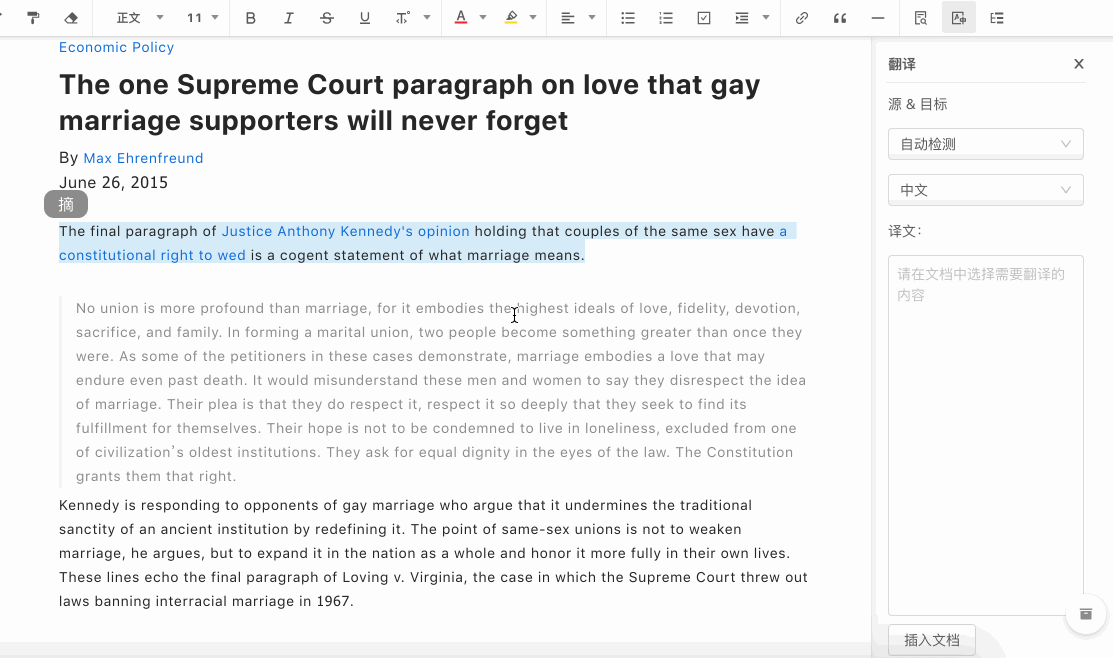 正文 11 B I S U T A
Economic Policy
翻译 X
The one Supreme Court paragraph on love that gay
marriage supporters will never forget
源 & 目标
自动检测
By Max Ehrenfreund
June 26, 2015
中文
摘
The final paragraph of Justice Anthony Kennedy's opinion holding that couples of the same sex have a
constitutional right to wed is a cogent statement of what marriage means.
译文：
请在文档中选择需要翻译的
内容
No union is more profound than marriage, for it embodies the highest ideals of love, fidelity, devotion,
sacrifice, and family. In forming a marital union, two people become something greater than once they
were. As some of the petitioners in these cases demonstrate, marriage embodies a love that may
endure even past death. It would misunderstand these men and women to say they disrespect the idea
of marriage. Their plea is that they do respect it, respect it so deeply that they seek to find its
fulfillment for themselves. Their hope is not to be condemned to live in loneliness, excluded from one
of civilization's oldest institutions. They ask for equal dignity in the eyes of the law. The Constitution
grants them that right.
Kennedy is responding to opponents of gay marriage who argue that it undermines the traditional
sanctity of an ancient institution by redefining it. The point of same-sex unions is not to weaken
marriage, he argues, but to expand it in the nation as a whole and honor it more fully in their own lives.
These lines echo the final paragraph of Loving v. Virginia, the case in which the Supreme Court threw out
laws banning interracial marriage in 1967.
插入文档